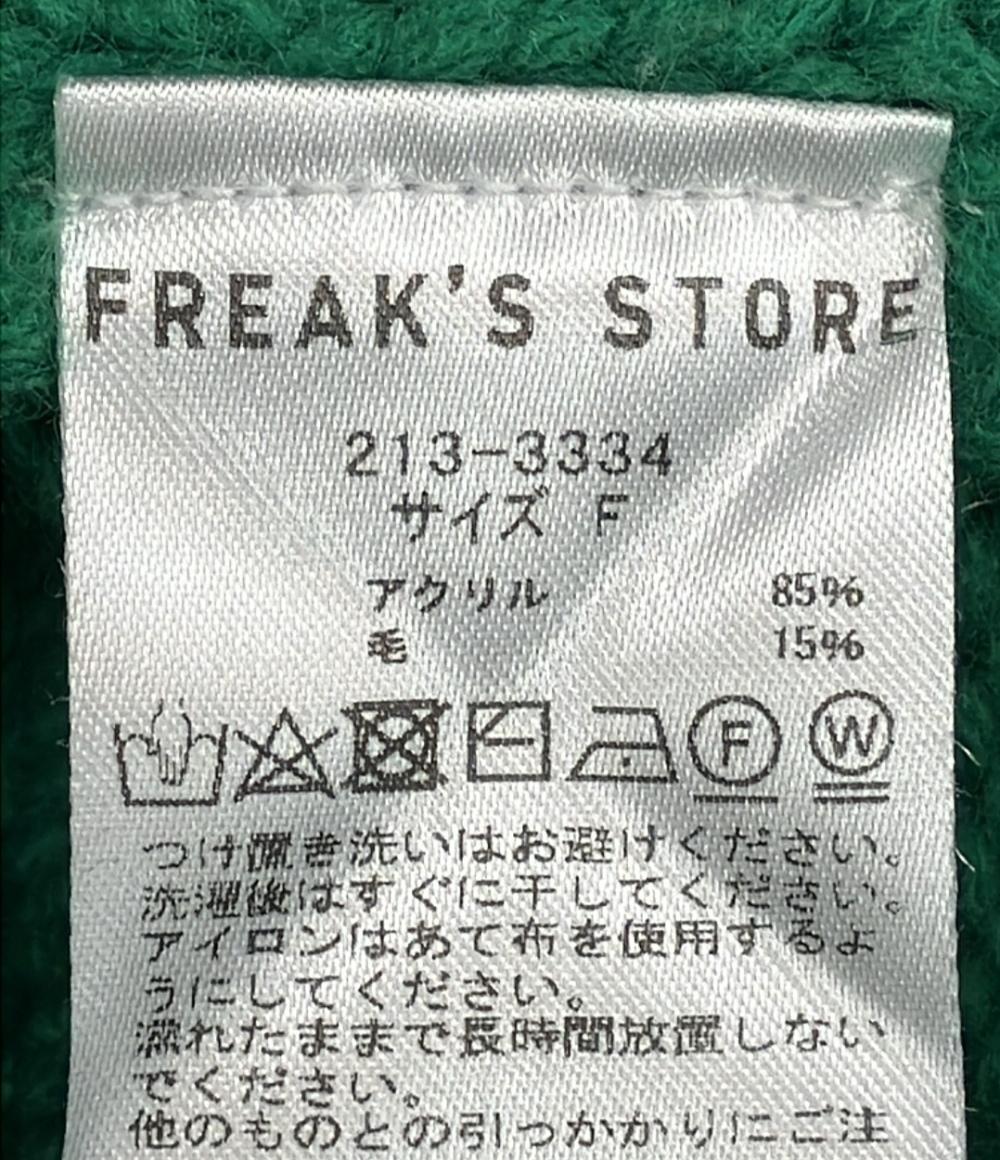 FREAK'S STORE
213-3334
サイズ F
アクリル 85%
毛 15%
F W
つけ置き洗いはお避けください。
洗濯後はすぐに干してください。
アイロンはあて布を使用するよ
うにしてください。
濡れたままで長時間放置しない
でください。
他のものとの引っかかりにご注